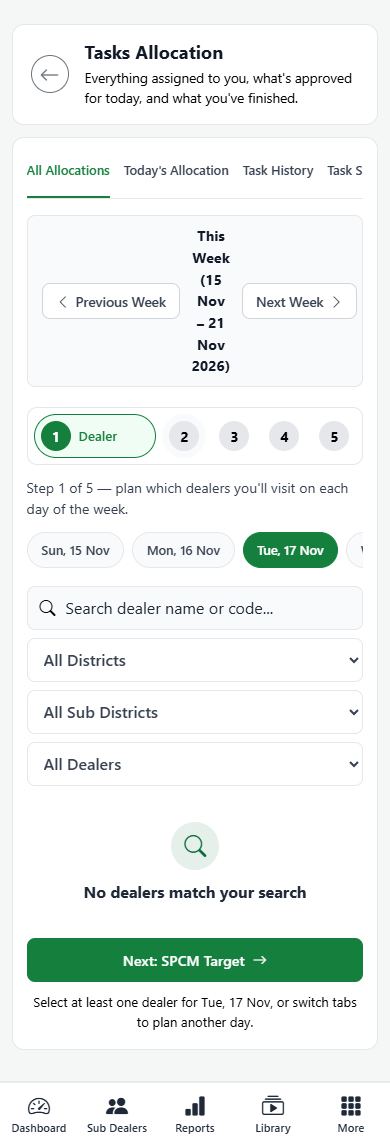 Tasks Allocation
Everything assigned to you, what's approved
for today, and what you've finished.
All Allocations Today's Allocation Task History Task S
This
Week
(15
Nov
– 21
Nov
2026)
Previous Week
Next Week
1 Dealer 2 3 4 5
Step 1 of 5 — plan which dealers you'll visit on each
day of the week.
Sun, 15 Nov Mon, 16 Nov Tue, 17 Nov
Search dealer name or code...
All Districts
All Sub Districts
All Dealers
No dealers match your search
Next: SPCM Target →
Select at least one dealer for Tue, 17 Nov, or switch tabs
to plan another day.
Dashboard Sub Dealers Reports Library More